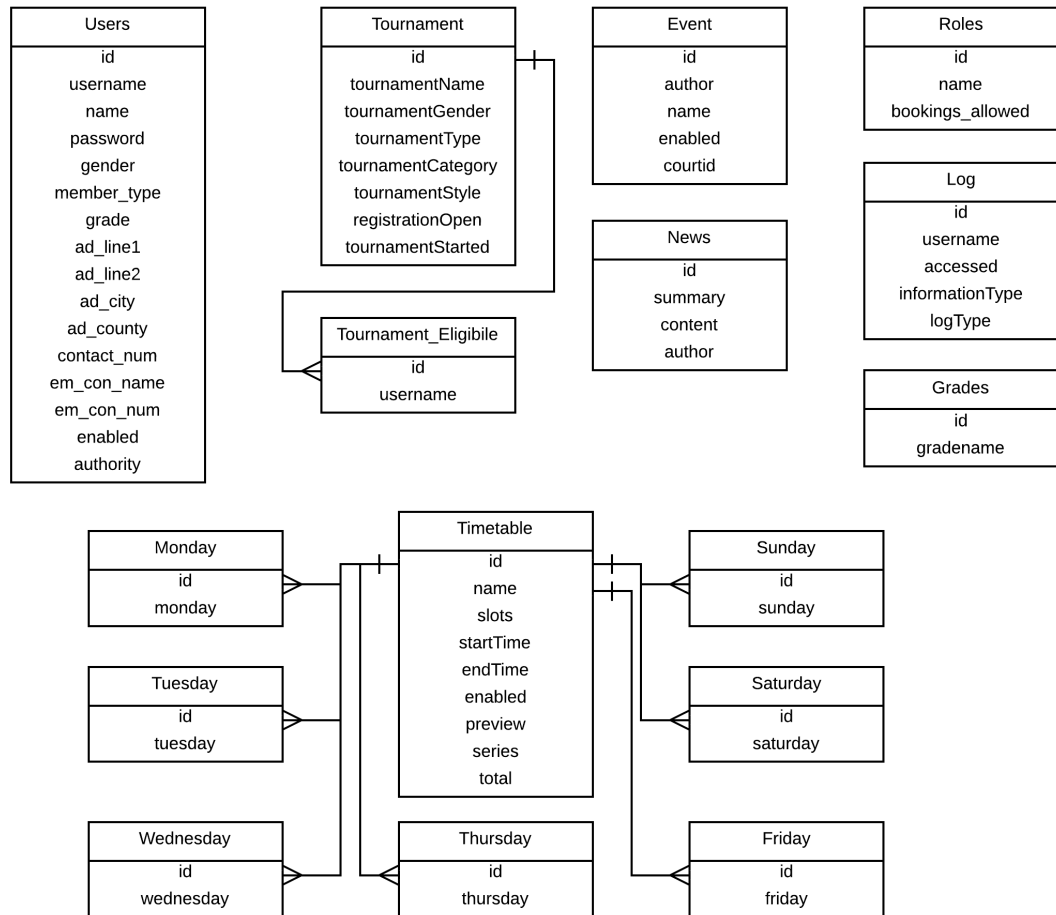 Users
id
username
name
password
gender
member_type
grade
ad_line1
ad_line2
ad_city
ad_county
contact_num
em_con_name
em_con_num
enabled
authority
Tournament
id
tournamentName
tournamentGender
tournamentType
tournamentCategory
tournamentStyle
registrationOpen
tournamentStarted
Tournament_Eligibile
id
username
Event
id
author
name
enabled
courtid
News
id
summary
content
author
Roles
id
name
bookings_allowed
Log
id
username
accessed
informationType
logType
Grades
id
gradename
Monday
id
monday
Tuesday
id
tuesday
Wednesday
id
wednesday
Timetable
id
name
slots
startTime
endTime
enabled
preview
series
total
Thursday
id
thursday
Sunday
id
sunday
Saturday
id
saturday
Friday
id
friday